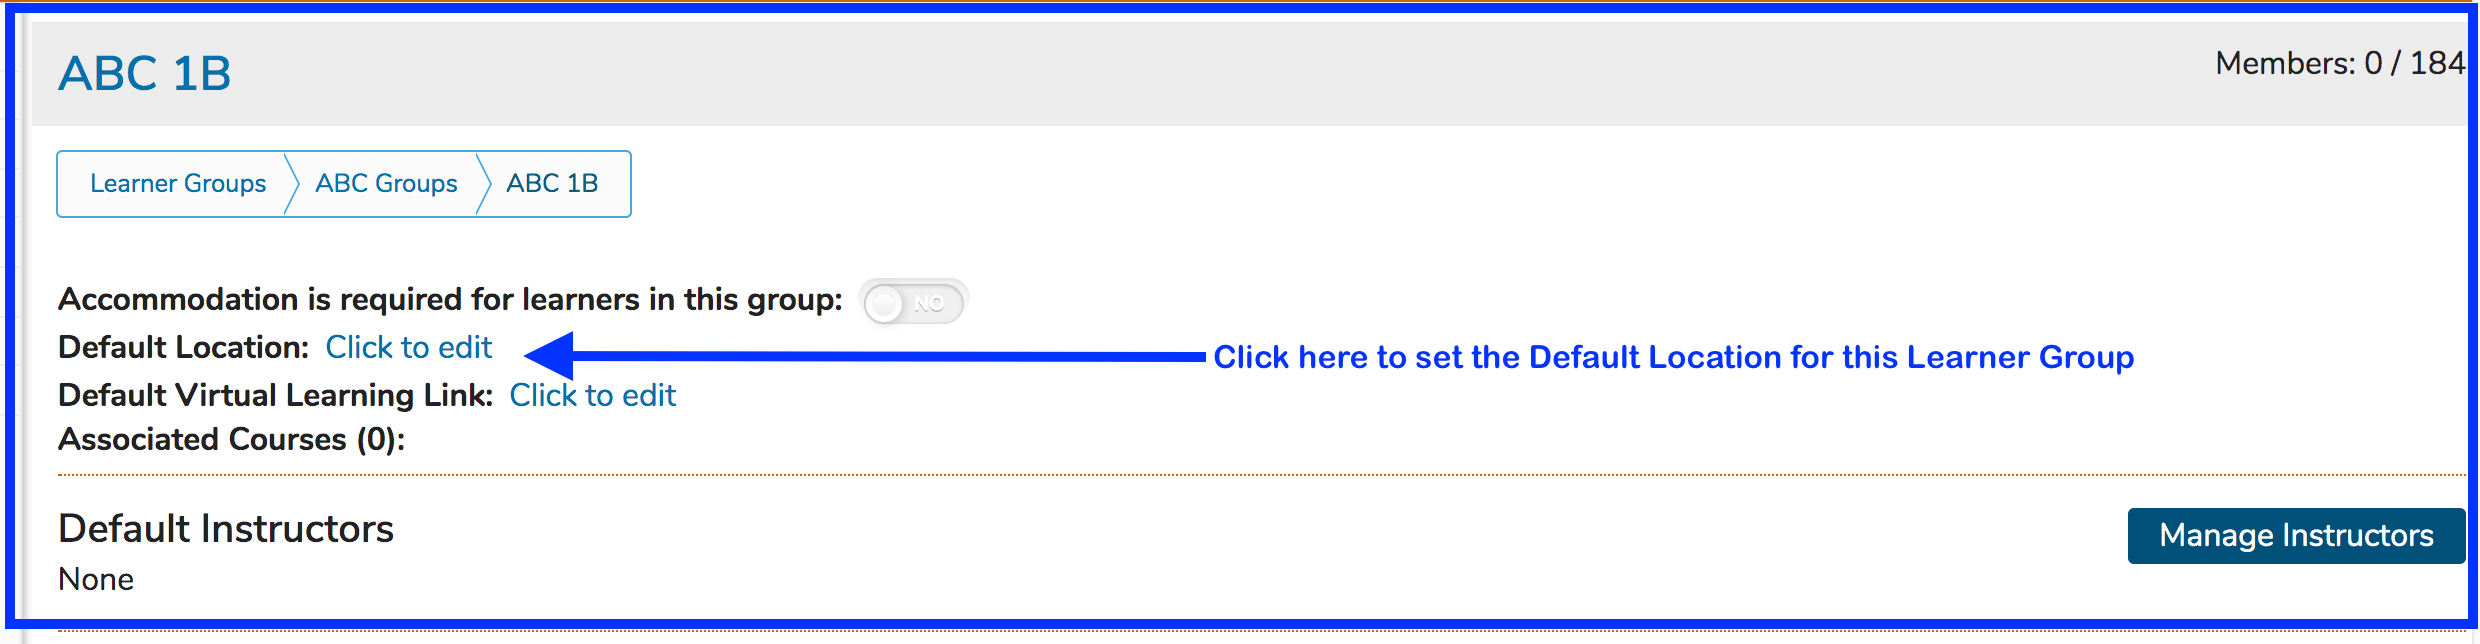 ABC 1B
Members: 0 / 184
Learner Groups
ABC Groups
ABC 1B
Accommodation is required for learners in this group: NO
Default Location: Click to edit
Click here to set the Default Location for this Learner Group
Default Virtual Learning Link: Click to edit
Associated Courses (0):
Default Instructors
Manage Instructors
None